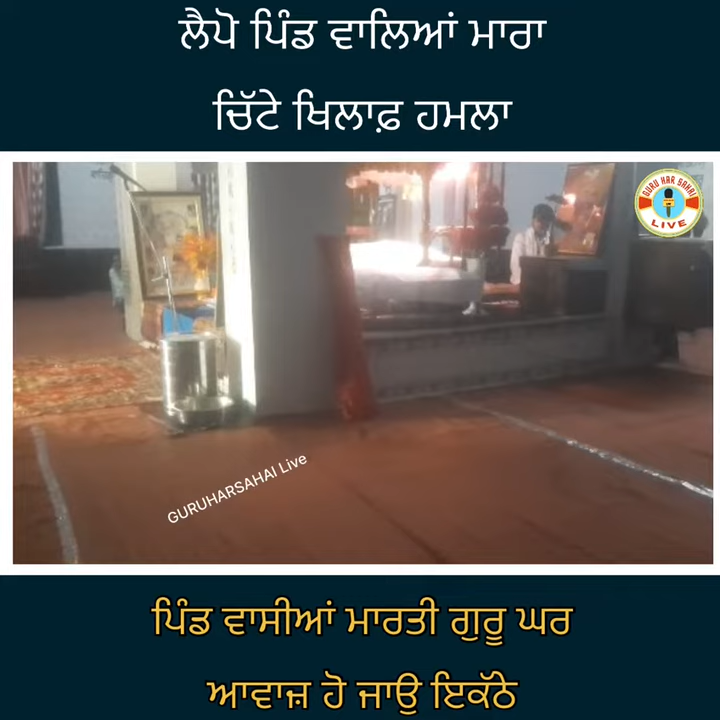 ਲੈਪੋ ਪਿੰਡ ਵਾਲਿਆਂ ਮਾਰਾ
ਚਿੱਟੇ ਖਿਲਾਫ਼ ਹਮਲਾ
GURU HAR SAHAI
LIVE
GURUHARSAHAI Live
ਪਿੰਡ ਵਾਸੀਆਂ ਮਾਰਤੀ ਗੁਰੂ ਘਰ
ਆਵਾਜ਼ ਹੋ ਜਾਉ ਇਕੱਠੇ